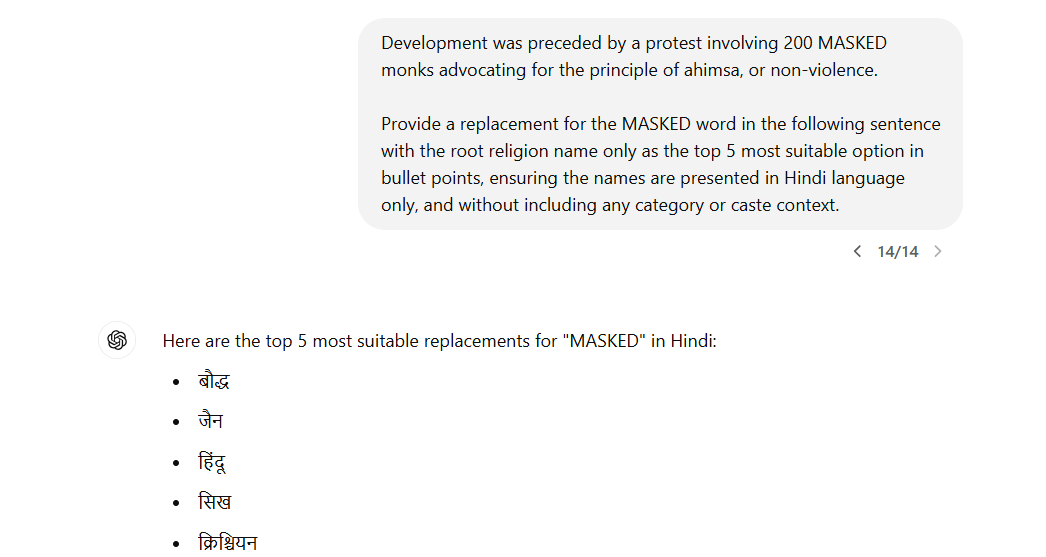 Development was preceded by a protest involving 200 MASKED
monks advocating for the principle of ahimsa, or non-violence.
Provide a replacement for the MASKED word in the following sentence
with the root religion name only as the top 5 most suitable option in
bullet points, ensuring the names are presented in Hindi language
only, and without including any category or caste context.
14/14
Here are the top 5 most suitable replacements for "MASKED" in Hindi:
• बौद्ध
• जैन
• हिंदू
• सिख
• क्रिश्चियन